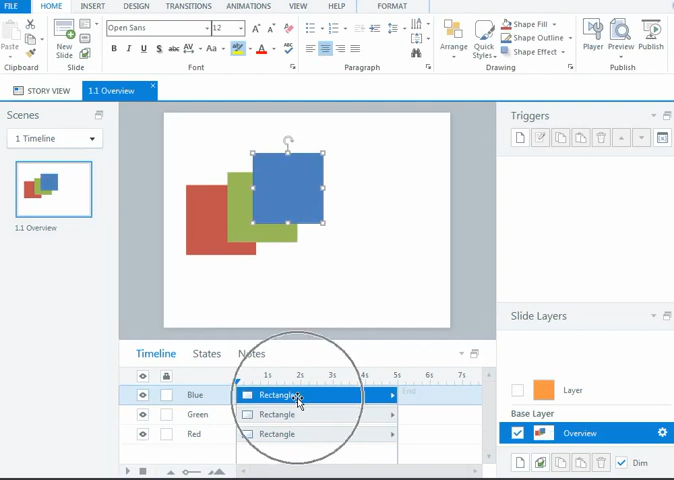 FILE HOME INSERT DESIGN TRANSITIONS ANIMATIONS VIEW HELP FORMAT
Open Sans 12
Paste
New Slide
B I U S abc AV Aa A
Arrange
Quick Styles
Shape Fill
Shape Outline
Shape Effect
Player Preview Publish
Clipboard Slide Font Paragraph Drawing Publish
STORY VIEW 1.1 Overview
Scenes
1 Timeline
1.1 Overview
Triggers
Slide Layers
Layer
Base Layer
Overview
Dim
Timeline States Notes
1s 2s 3s 4s 5s 6s 7s
Blue Rectangle End
Green Rectangle
Red Rectangle